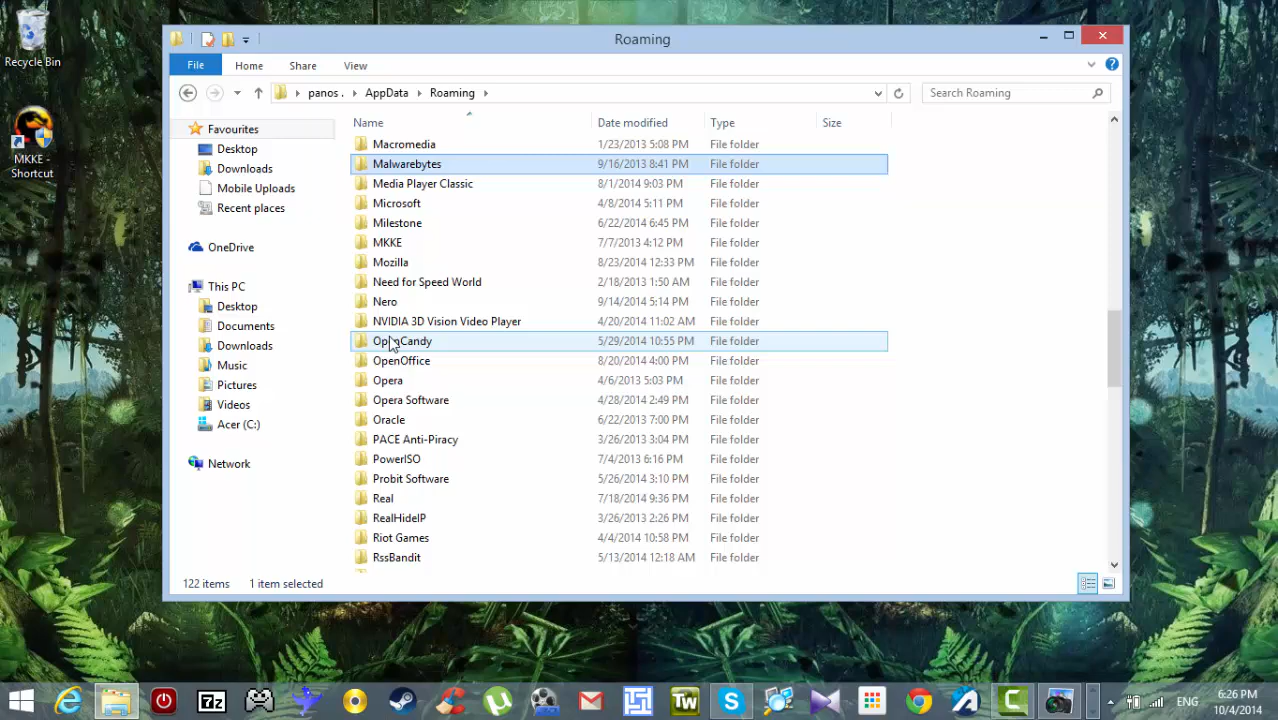 Recycle Bin
MKKE -
Shortcut
Roaming
File Home Share View
panos . AppData Roaming
Search Roaming
Name Date modified Type Size
Favourites
Desktop
Downloads
Mobile Uploads
Recent places
OneDrive
This PC
Desktop
Documents
Downloads
Music
Pictures
Videos
Acer (C:)
Network
Macromedia 1/23/2013 5:08 PM File folder
Malwarebytes 9/16/2013 8:41 PM File folder
Media Player Classic 8/1/2014 9:03 PM File folder
Microsoft 4/8/2014 5:11 PM File folder
Milestone 6/22/2014 6:45 PM File folder
MKKE 7/7/2013 4:12 PM File folder
Mozilla 8/23/2014 12:33 PM File folder
Need for Speed World 2/18/2013 1:50 AM File folder
Nero 9/14/2014 5:14 PM File folder
NVIDIA 3D Vision Video Player 4/20/2014 11:02 AM File folder
OpenCandy 5/29/2014 10:55 PM File folder
OpenOffice 8/20/2014 4:00 PM File folder
Opera 4/6/2013 5:03 PM File folder
Opera Software 4/28/2014 2:49 PM File folder
Oracle 6/22/2013 7:00 PM File folder
PACE Anti-Piracy 3/26/2013 3:04 PM File folder
PowerISO 7/4/2013 6:16 PM File folder
Probit Software 5/26/2014 3:10 PM File folder
Real 7/18/2014 9:36 PM File folder
RealHideIP 3/26/2013 2:26 PM File folder
Riot Games 4/4/2014 10:58 PM File folder
RssBandit 5/13/2014 12:18 AM File folder
122 items 1 item selected
7z
Tw
ENG
6:26 PM
10/4/2014